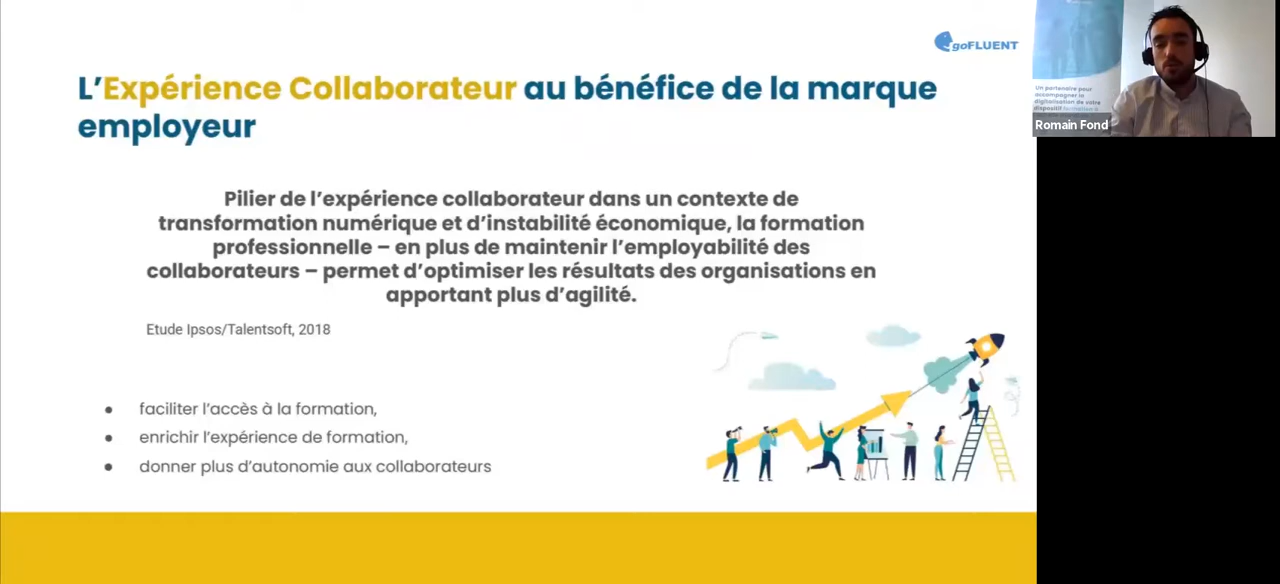 goFLUENT
L'Expérience Collaborateur au bénéfice de la marque
employeur
Pilier de l'expérience collaborateur dans un contexte de
transformation numérique et d'instabilité économique, la formation
professionnelle – en plus de maintenir l'employabilité des
collaborateurs – permet d'optimiser les résultats des organisations en
apportant plus d'agilité.
Etude Ipsos/Talentsoft, 2018
● faciliter l'accès à la formation,
● enrichir l'expérience de formation,
● donner plus d'autonomie aux collaborateurs
Un partenaire pour
accompagner la
digitalisation de votre
dispositif formation à
Romain Fond